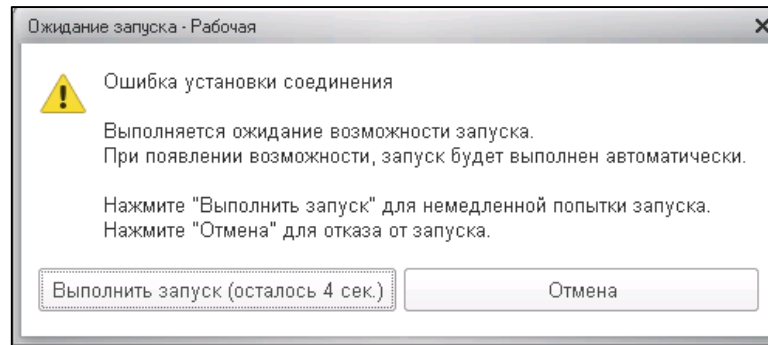 Ожидание запуска - Рабочая
Ошибка установки соединения
Выполняется ожидание возможности запуска.
При появлении возможности, запуск будет выполнен автоматически.
Нажмите "Выполнить запуск" для немедленной попытки запуска.
Нажмите "Отмена" для отказа от запуска.
Выполнить запуск (осталось 4 сек.)
Отмена